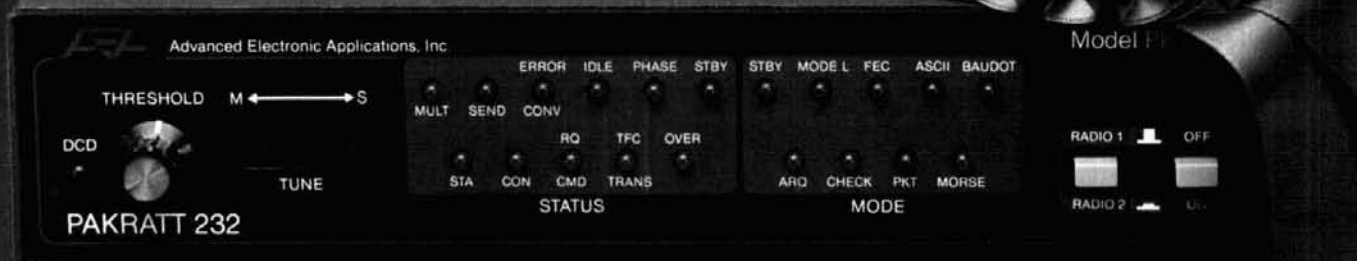 Advanced Electronic Applications, Inc.
Model
ERROR IDLE PHASE STBY
STBY MODE L FEC ASCII BAUDOT
THRESHOLD M S
MULT SEND CONV
DCD
RQ TFC OVER
RADIO 1 OFF
TUNE
STA CON CMD TRANS
ARQ CHECK PKT MORSE
STATUS
MODE
RADIO 2
PAKRATT 232